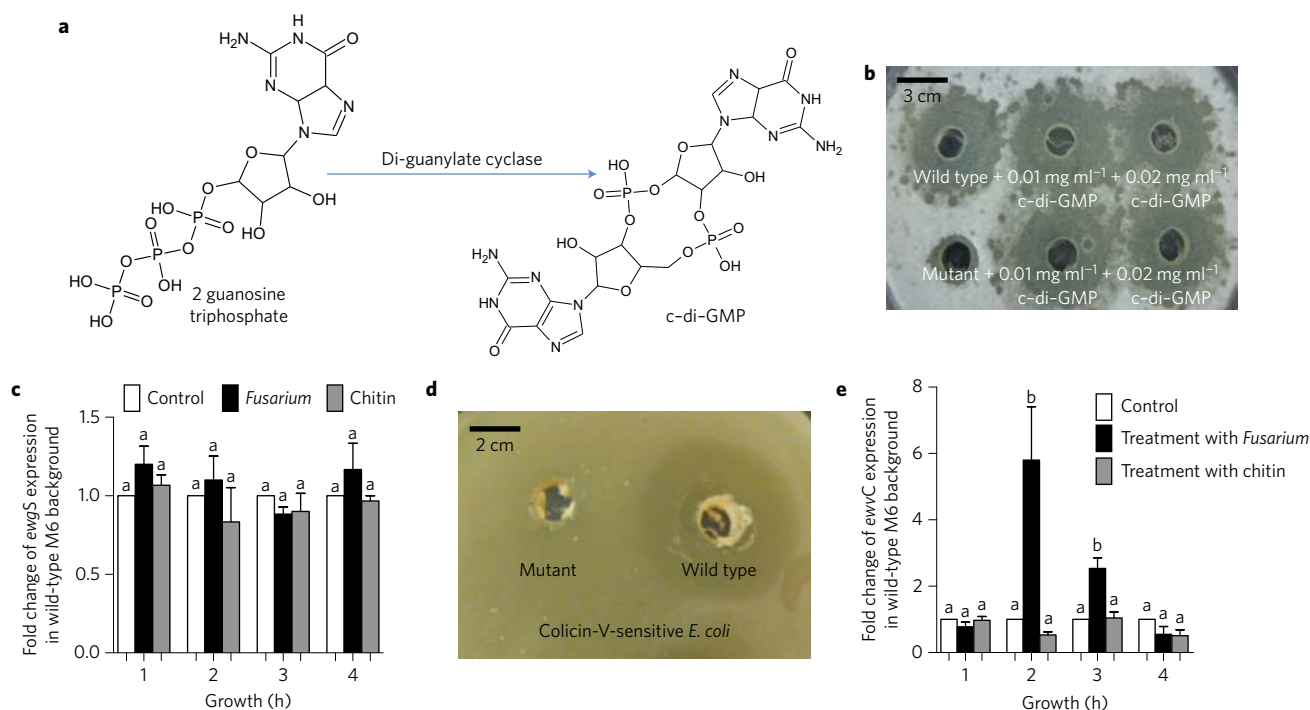 a
H
H₂N
N
NH
O
N
N
N
O
O
HO
P
O
O
P
O
OH
O
HO
P
O
HO
HO
OH
2 guanosine
triphosphate
Di-guanylate cyclase
N
O
NH
N
N
NH₂
HO
O
P
O
O
OH
O
O
P
O
OH
HO
O
O
H₂N
N
HN
N
N
O
c-di-GMP
b
3 cm
Wild type + 0.01 mg ml⁻¹ + 0.02 mg ml⁻¹
c-di-GMP c-di-GMP
Mutant + 0.01 mg ml⁻¹ + 0.02 mg ml⁻¹
c-di-GMP c-di-GMP
c
Control Fusarium Chitin
Fold change of ewgS expression
in wild-type M6 background
1.5
1.0
0.5
0.0
a a a a a a a a a a a a
1 2 3 4
Growth (h)
d
2 cm
Mutant Wild type
Colicin-V-sensitive E. coli
e
Control
Treatment with Fusarium
Treatment with chitin
Fold change of ewvC expression
in wild-type M6 background
8
6
4
2
0
a a a a b a a b a a a a
1 2 3 4
Growth (h)